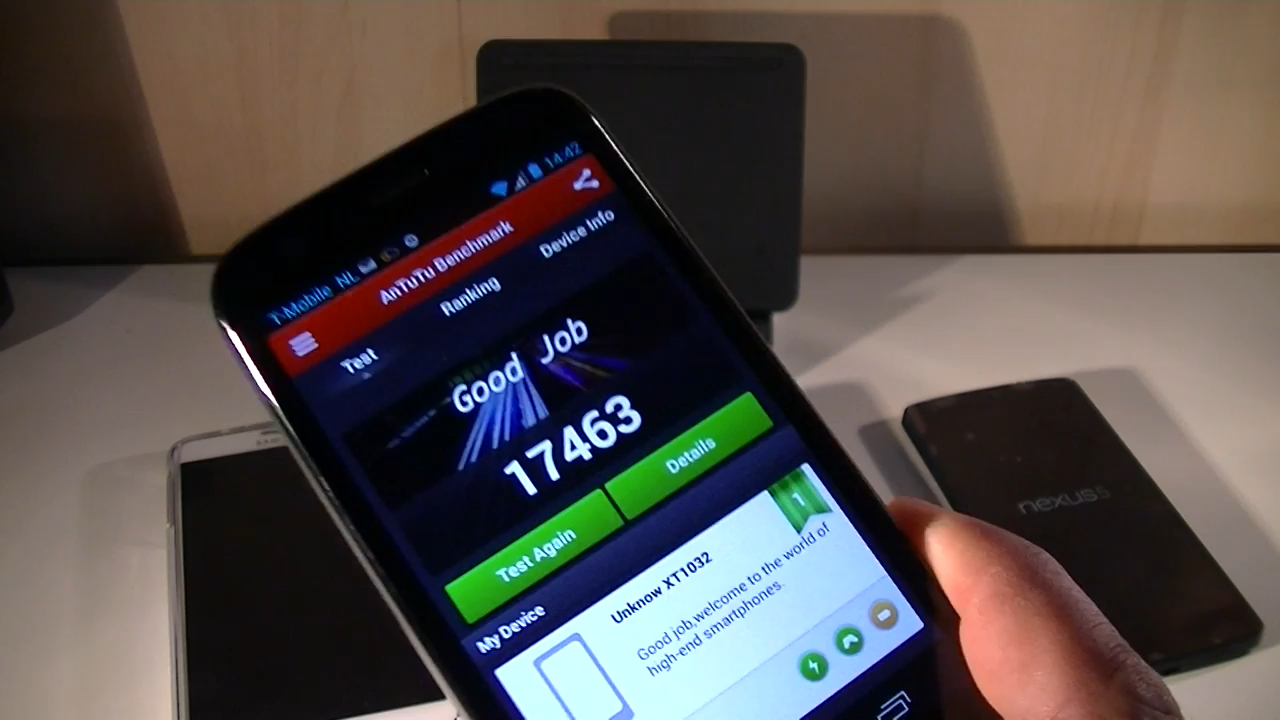 T-Mobile NL
14:42
AnTuTu Benchmark
Test
Ranking
Device Info
Good Job
17463
Test Again
Details
My Device
1
Unknow XT1032
Good job,welcome to the world of
high-end smartphones.
nexus 5